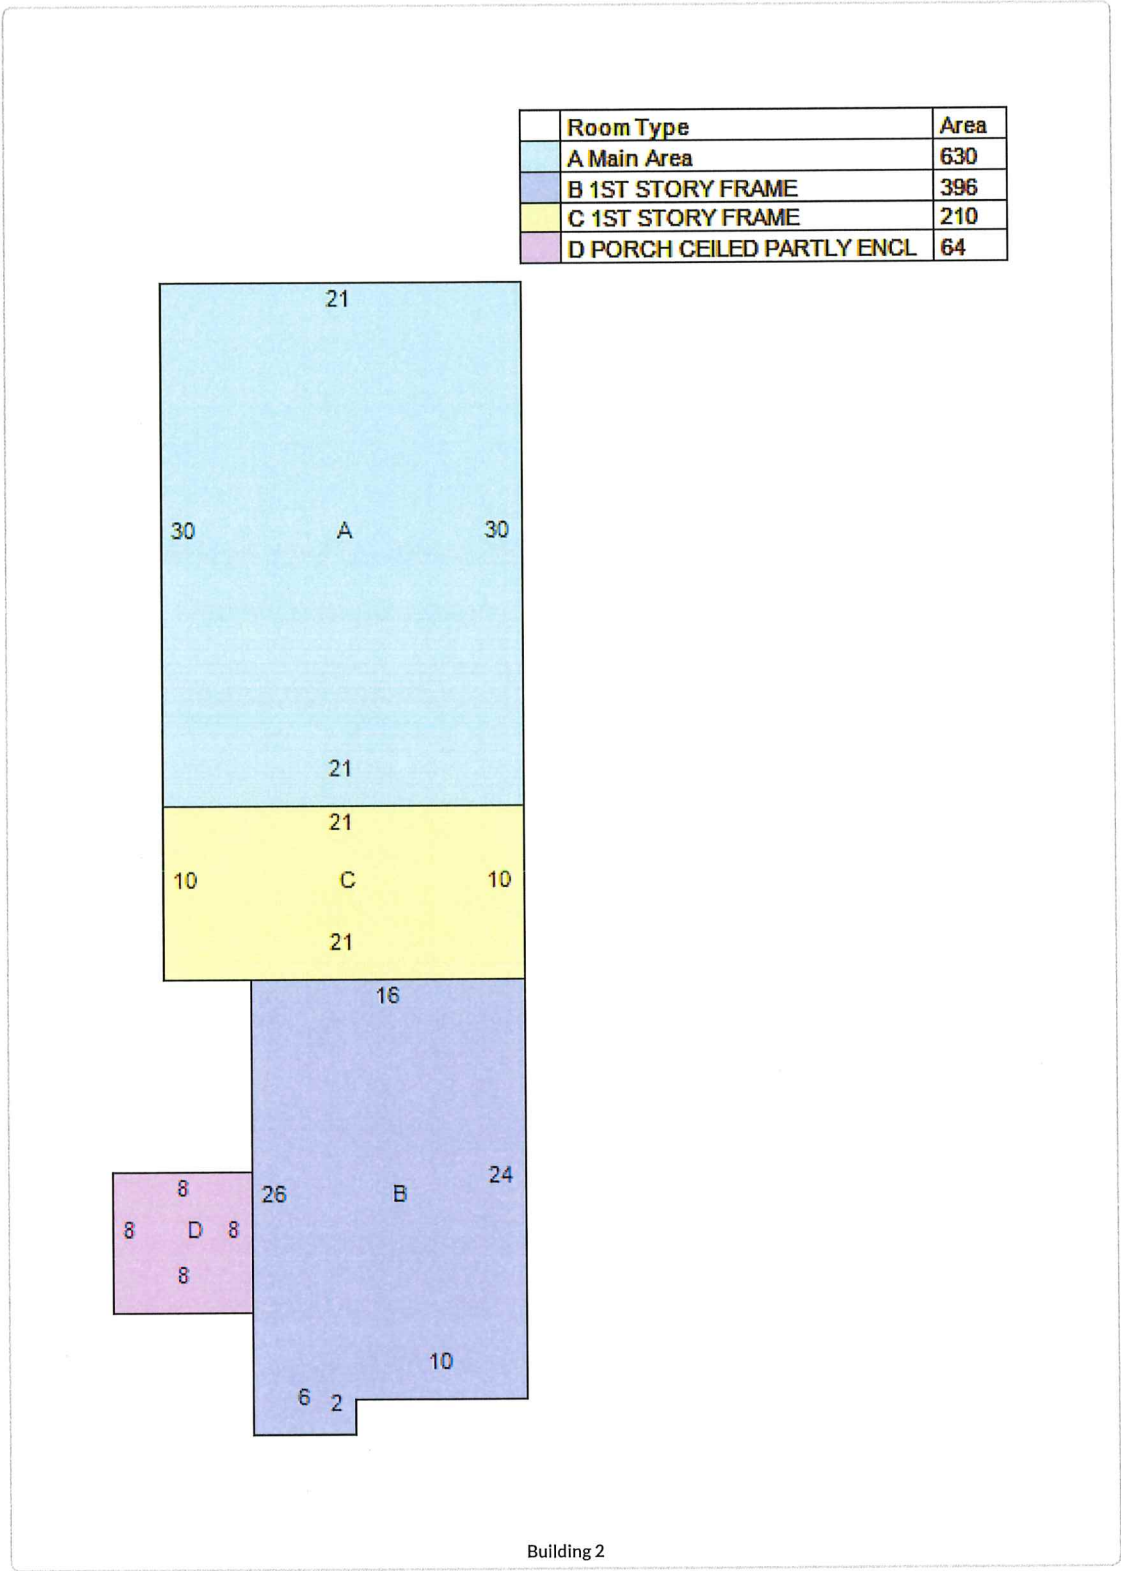 Room Type Area
A Main Area 630
B 1ST STORY FRAME 396
C 1ST STORY FRAME 210
D PORCH CEILED PARTLY ENCL 64
21
30 A 30
21
21
10 C 10
21
16
24
26 B
8
8 D 8
8
10
6 2
Building 2